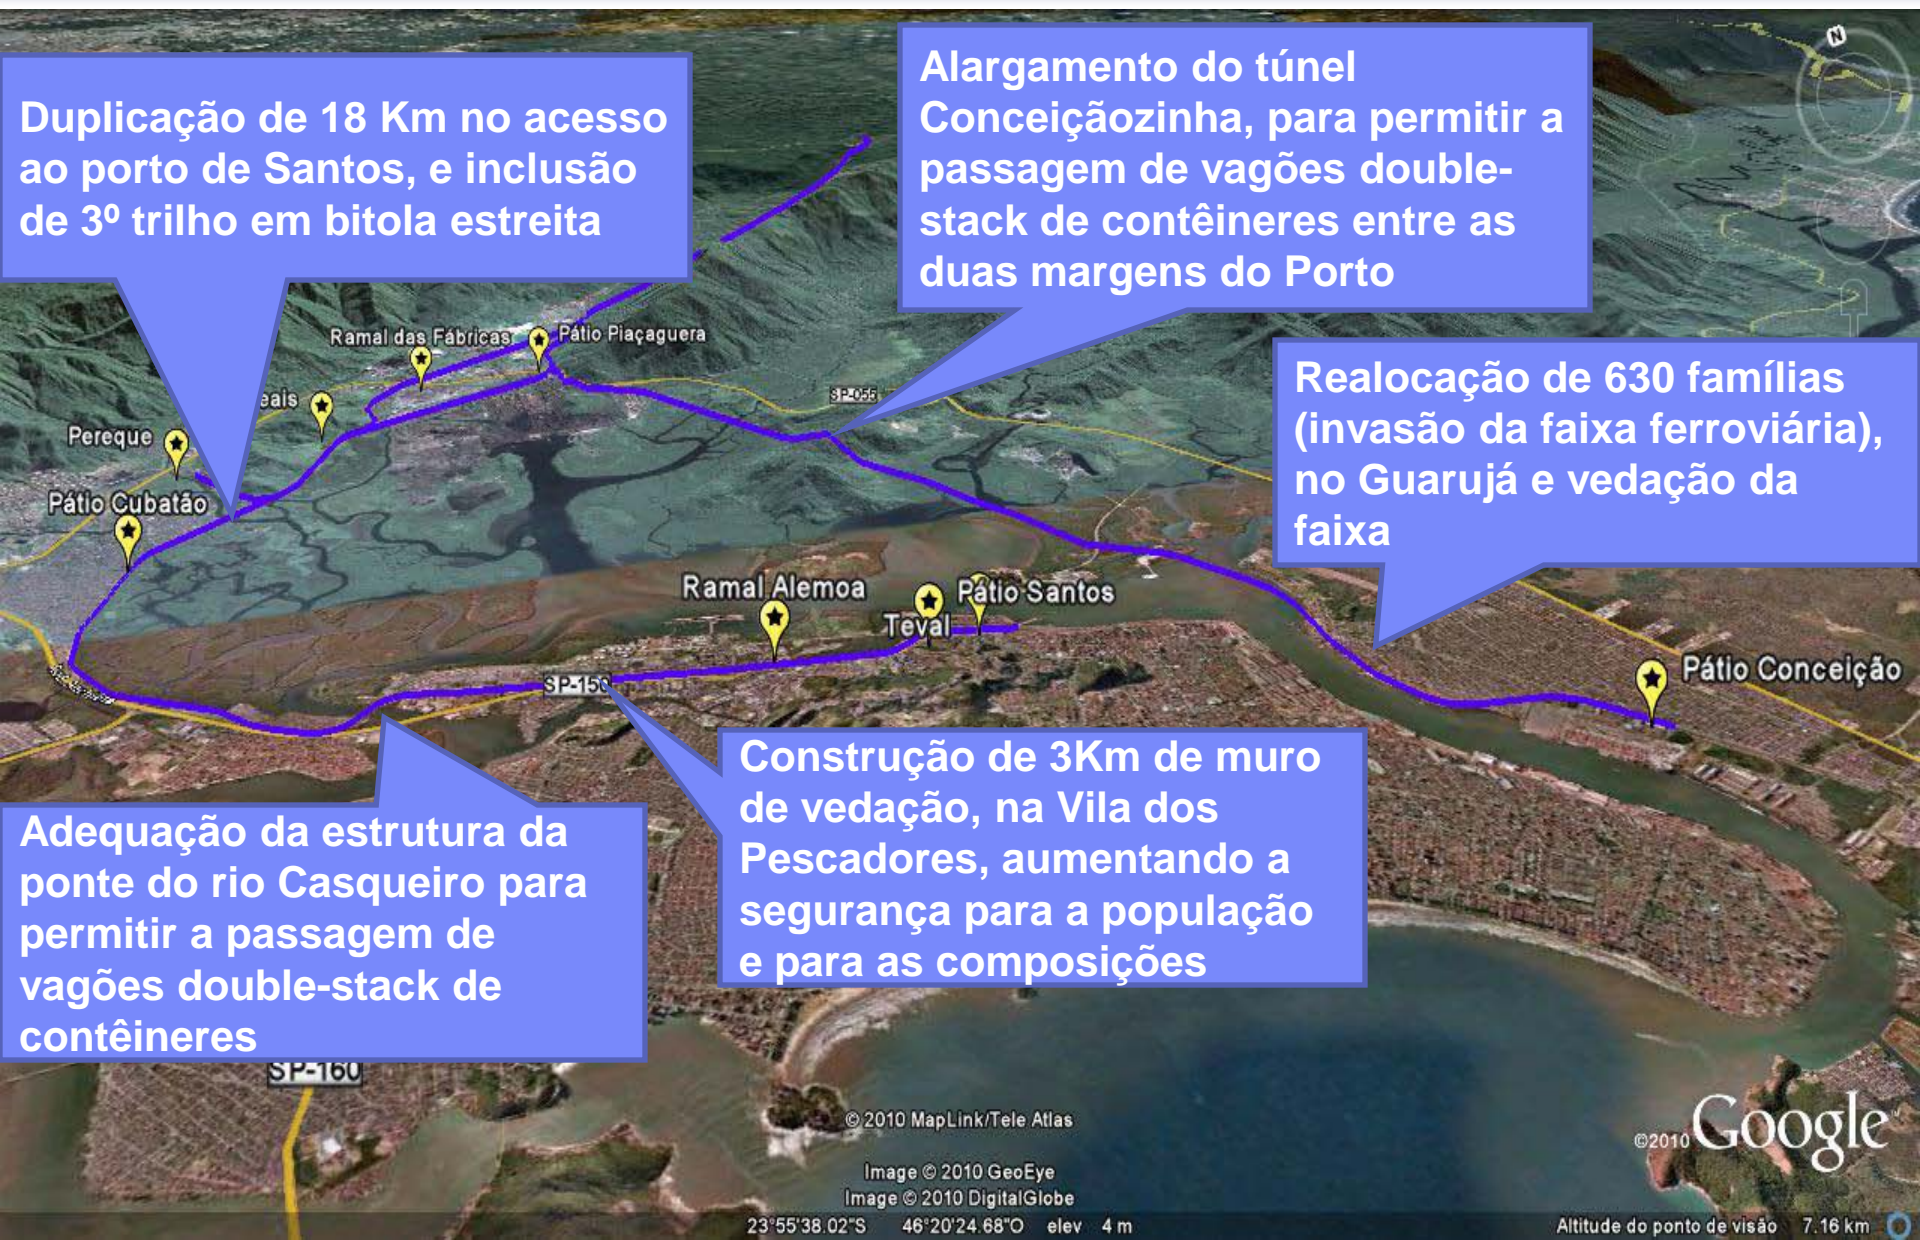 Duplicação de 18 Km no acesso
ao porto de Santos, e inclusão
de 3º trilho em bitola estreita
Alargamento do túnel
Conceiçãozinha, para permitir a
passagem de vagões double-
stack de contêineres entre as
duas margens do Porto
N
Ramal das Fábricas
Pátio Piaçaguera
eais
SP-055
Pereque
Pátio Cubatão
Realocação de 630 famílias
(invasão da faixa ferroviária),
no Guarujá e vedação da
faixa
Ramal Alemoa
Pátio Santos
Teval
SP-150
Pátio Conceição
Construção de 3Km de muro
de vedação, na Vila dos
Pescadores, aumentando a
segurança para a população
e para as composições
Adequação da estrutura da
ponte do rio Casqueiro para
permitir a passagem de
vagões double-stack de
contêineres
SP-160
© 2010 MapLink/Tele Atlas
Image © 2010 GeoEye
Image © 2010 DigitalGlobe
©2010 Google
23°55'38.02"S 46°20'24.68"O elev 4 m
Altitude do ponto de visão 7.16 km